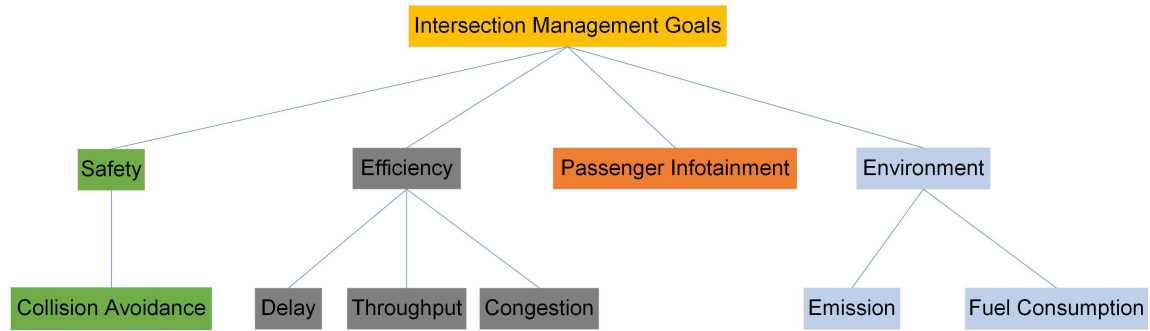 Intersection Management Goals
Safety
Efficiency
Passenger Infotainment
Environment
Collision Avoidance
Delay
Throughput
Congestion
Emission
Fuel Consumption